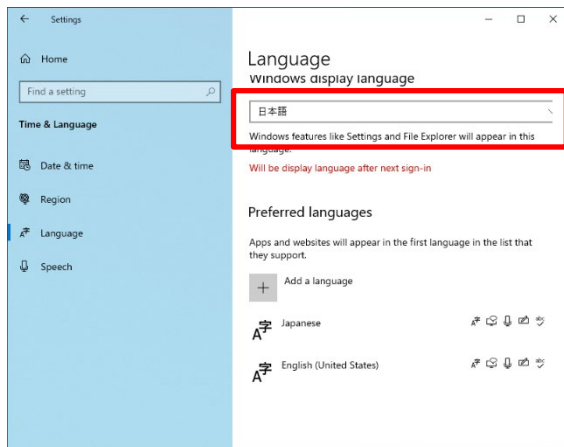 Settings
Home
Find a setting
Time & Language
Date & time
Region
Language
Speech
Language
Windows display language
日本語
Windows features like Settings and File Explorer will appear in this
language.
Will be display language after next sign-in
Preferred languages
Apps and websites will appear in the first language in the list that
they support.
Add a language
Japanese
English (United States)